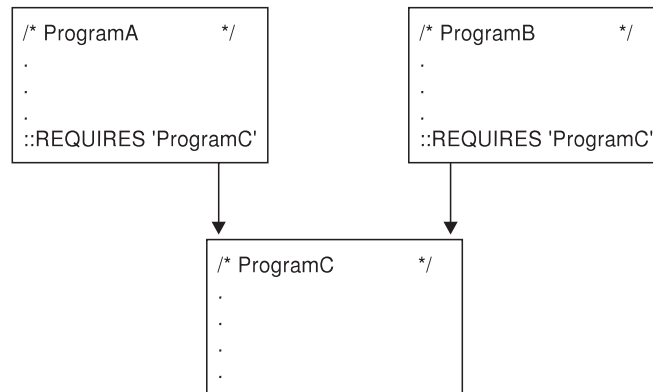 /* ProgramA */
.
.
.
::REQUIRES 'ProgramC'
/* ProgramB */
.
.
.
::REQUIRES 'ProgramC'
/* ProgramC */
.
.
.
.